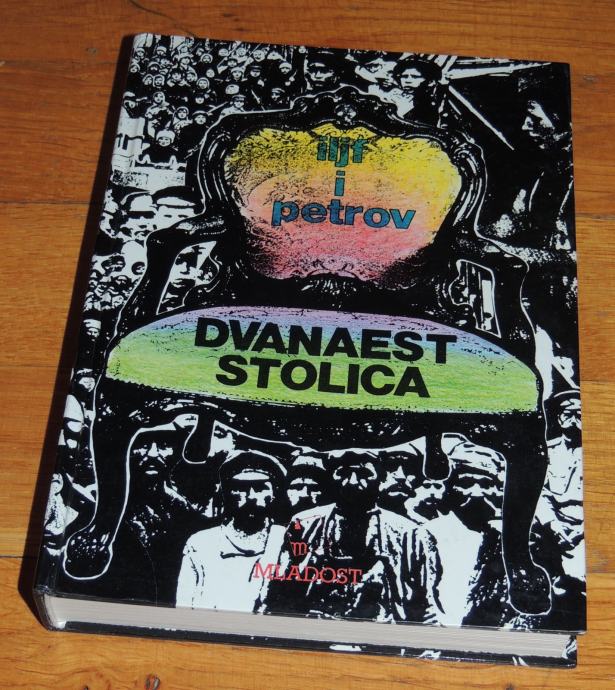 iljf
i
petrov
DVANAEST
STOLICA
m
MLADOST